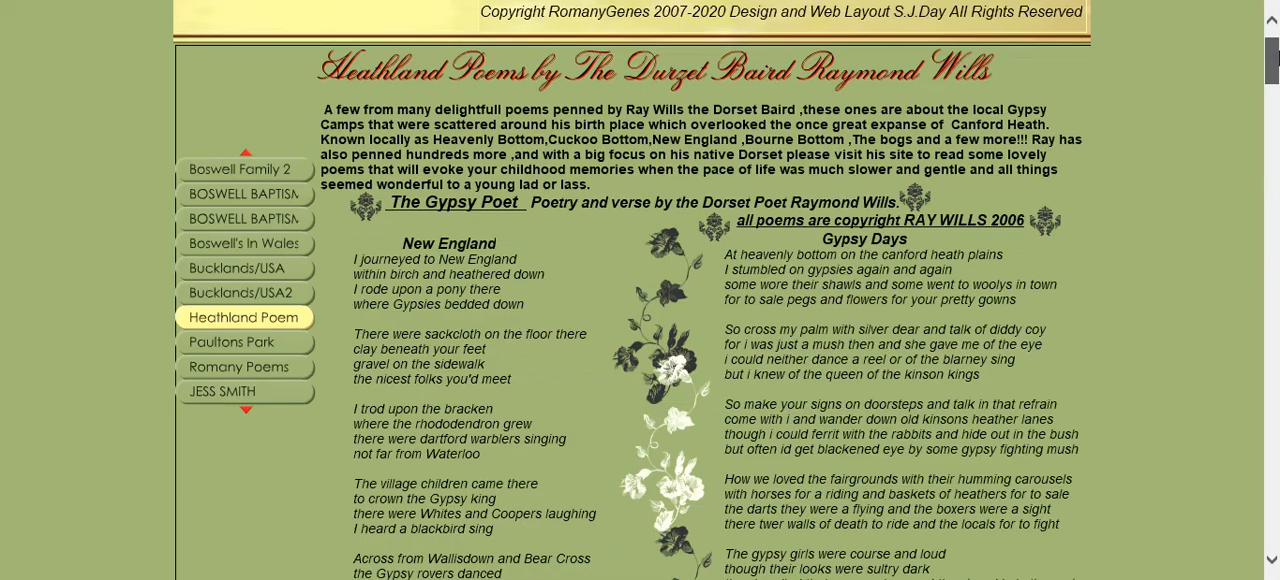 Copyright RomanyGenes 2007-2020 Design and Web Layout S.J.Day All Rights Reserved
Heathland Poems by The Durzet Baird Raymond Wills
A few from many delightfull poems penned by Ray Wills the Dorset Baird ,these ones are about the local Gypsy
Camps that were scattered around his birth place which overlooked the once great expanse of Canford Heath.
Known locally as Heavenly Bottom,Cuckoo Bottom,New England ,Bourne Bottom ,The bogs and a few more!!! Ray has
also penned hundreds more ,and with a big focus on his native Dorset please visit his site to read some lovely
poems that will evoke your childhood memories when the pace of life was much slower and gentle and all things
seemed wonderful to a young lad or lass.
The Gypsy Poet Poetry and verse by the Dorset Poet Raymond Wills.
all poems are copyright RAY WILLS 2006
Boswell Family 2
BOSWELL BAPTISM
BOSWELL BAPTISM
Boswell's In Wales
Bucklands/USA
Bucklands/USA2
Heathland Poem
Paultons Park
Romany Poems
JESS SMITH
New England
I journeyed to New England
within birch and heathered down
I rode upon a pony there
where Gypsies bedded down
There were sackcloth on the floor there
clay beneath your feet
gravel on the sidewalk
the nicest folks you'd meet
I trod upon the bracken
where the rhododendron grew
there were dartford warblers singing
not far from Waterloo
The village children came there
to crown the Gypsy king
there were Whites and Coopers laughing
I heard a blackbird sing
Across from Wallisdown and Bear Cross
the Gypsy rovers danced
Gypsy Days
At heavenly bottom on the canford heath plains
I stumbled on gypsies again and again
some wore their shawls and some went to woolys in town
for to sale pegs and flowers for your pretty gowns
So cross my palm with silver dear and talk of diddy coy
for i was just a mush then and she gave me of the eye
i could neither dance a reel or of the blarney sing
but i knew of the queen of the kinson kings
So make your signs on doorsteps and talk in that refrain
come with i and wander down old kinsons heather lanes
though i could ferrit with the rabbits and hide out in the bush
but often id get blackened eye by some gypsy fighting mush
How we loved the fairgrounds with their humming carousels
with horses for a riding and baskets of heathers for to sale
the darts they were a flying and the boxers were a sight
there twer walls of death to ride and the locals for to fight
The gypsy girls were course and loud
though their looks were sultry dark